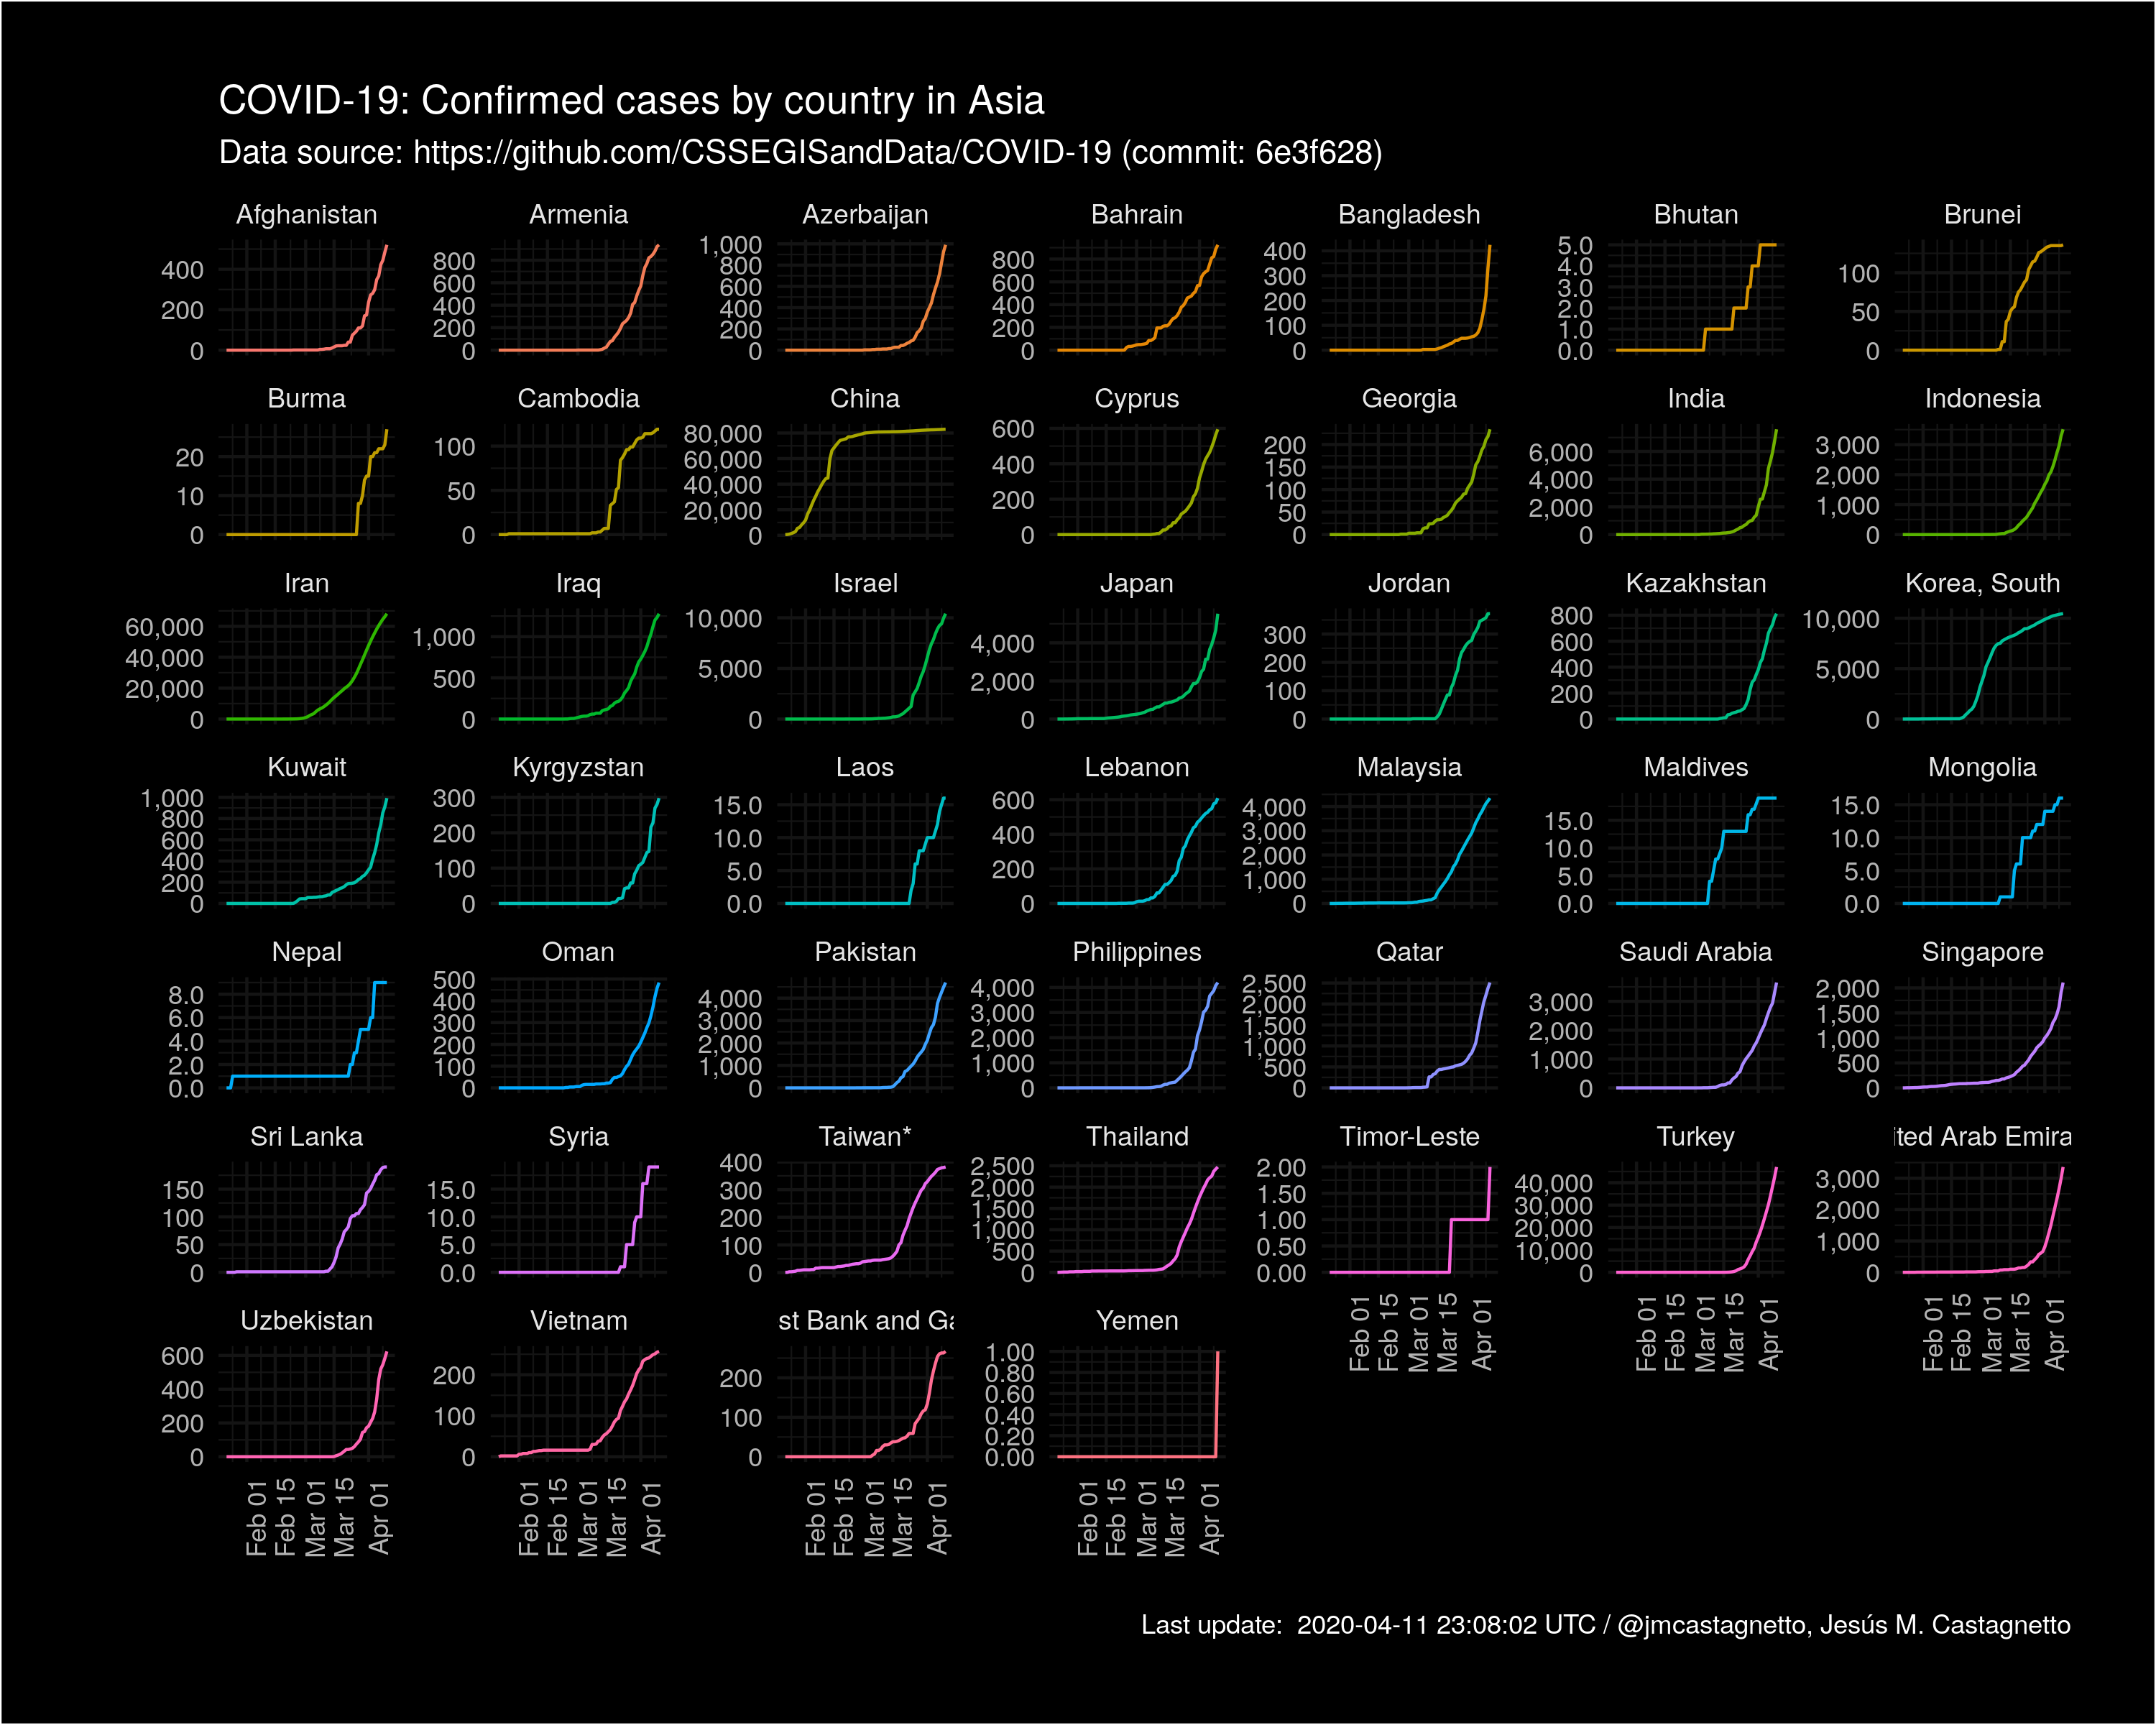 COVID-19: Confirmed cases by country in Asia
Data source: https://github.com/CSSEGISandData/COVID-19 (commit: 6e3f628)
Afghanistan
400
200
0
Armenia
800
600
400
200
0
Azerbaijan
1,000
800
600
400
200
0
Bahrain
800
600
400
200
0
Bangladesh
400
300
200
100
0
Bhutan
5.0
4.0
3.0
2.0
1.0
0.0
Brunei
100
50
0
Burma
20
10
0
Cambodia
100
50
0
China
80,000
60,000
40,000
20,000
0
Cyprus
600
400
200
0
Georgia
200
150
100
50
0
India
6,000
4,000
2,000
0
Indonesia
3,000
2,000
1,000
0
Iran
60,000
40,000
20,000
0
Iraq
1,000
500
0
Israel
10,000
5,000
0
Japan
4,000
2,000
0
Jordan
300
200
100
0
Kazakhstan
800
600
400
200
0
Korea, South
10,000
5,000
0
Kuwait
1,000
800
600
400
200
0
Kyrgyzstan
300
200
100
0
Laos
15.0
10.0
5.0
0.0
Lebanon
600
400
200
0
Malaysia
4,000
3,000
2,000
1,000
0
Maldives
15.0
10.0
5.0
0.0
Mongolia
15.0
10.0
5.0
0.0
Nepal
8.0
6.0
4.0
2.0
0.0
Oman
500
400
300
200
100
0
Pakistan
4,000
3,000
2,000
1,000
0
Philippines
4,000
3,000
2,000
1,000
0
Qatar
2,500
2,000
1,500
1,000
500
0
Saudi Arabia
3,000
2,000
1,000
0
Singapore
2,000
1,500
1,000
500
0
Sri Lanka
150
100
50
0
Syria
15.0
10.0
5.0
0.0
Taiwan*
400
300
200
100
0
Thailand
2,500
2,000
1,500
1,000
500
0
Timor-Leste
2.00
1.50
1.00
0.50
0.00
Feb 01
Feb 15
Mar 01
Mar 15
Apr 01
Turkey
40,000
30,000
20,000
10,000
0
Feb 01
Feb 15
Mar 01
Mar 15
Apr 01
ited Arab Emira
3,000
2,000
1,000
0
Feb 01
Feb 15
Mar 01
Mar 15
Apr 01
Uzbekistan
600
400
200
0
Feb 01
Feb 15
Mar 01
Mar 15
Apr 01
Vietnam
200
100
0
Feb 01
Feb 15
Mar 01
Mar 15
Apr 01
st Bank and Ga
200
100
0
Feb 01
Feb 15
Mar 01
Mar 15
Apr 01
Yemen
1.00
0.80
0.60
0.40
0.20
0.00
Feb 01
Feb 15
Mar 01
Mar 15
Apr 01
Last update:  2020-04-11 23:08:02 UTC / @jmcastagnetto, Jesús M. Castagnetto